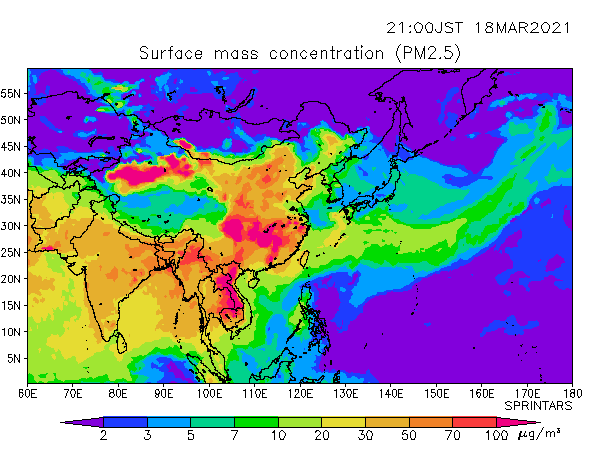 21:00JST 18MAR2021
Surface mass concentration (PM2.5)
55N
50N
45N
40N
35N
30N
25N
20N
15N
10N
5N
60E 70E 80E 90E 100E 110E 120E 130E 140E 150E 160E 170E 180
SPRINTARS
2 3 5 7 10 20 30 50 70 100 μg/m³